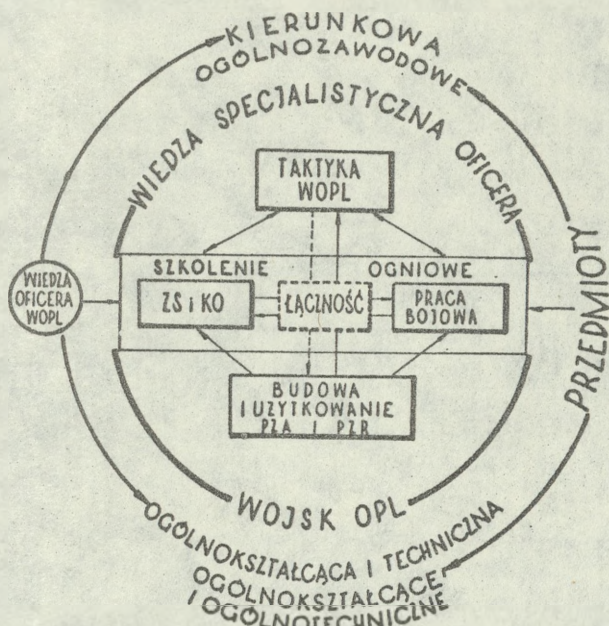 KIERUNKOWA
OGÓLNOZAWODOWE
WIEDZA SPECJALISTYCZNA OFICERA
TAKTYKA
WOPL
SZKOLENIE OGNIOWE
WIEDZA
OFICERA
WOPL
ZS i KO
ŁĄCZNOŚĆ
PRACA
BOJOWA
PRZEDMIOTY
BUDOWA
I UZYTKOWANIE
PZA I PZR
WOJSK OPL
OGÓLNOKSZTAŁCĄCA I TECHNICZNA
OGÓLNOKSZTAŁCĄCE
I OGÓLNOTECHNICZNE